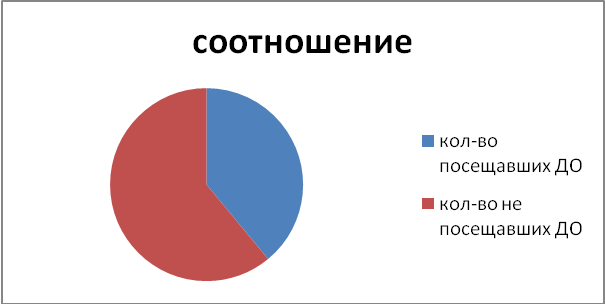 соотношение
кол-во
посещавших ДО
кол-во не
посещавших ДО